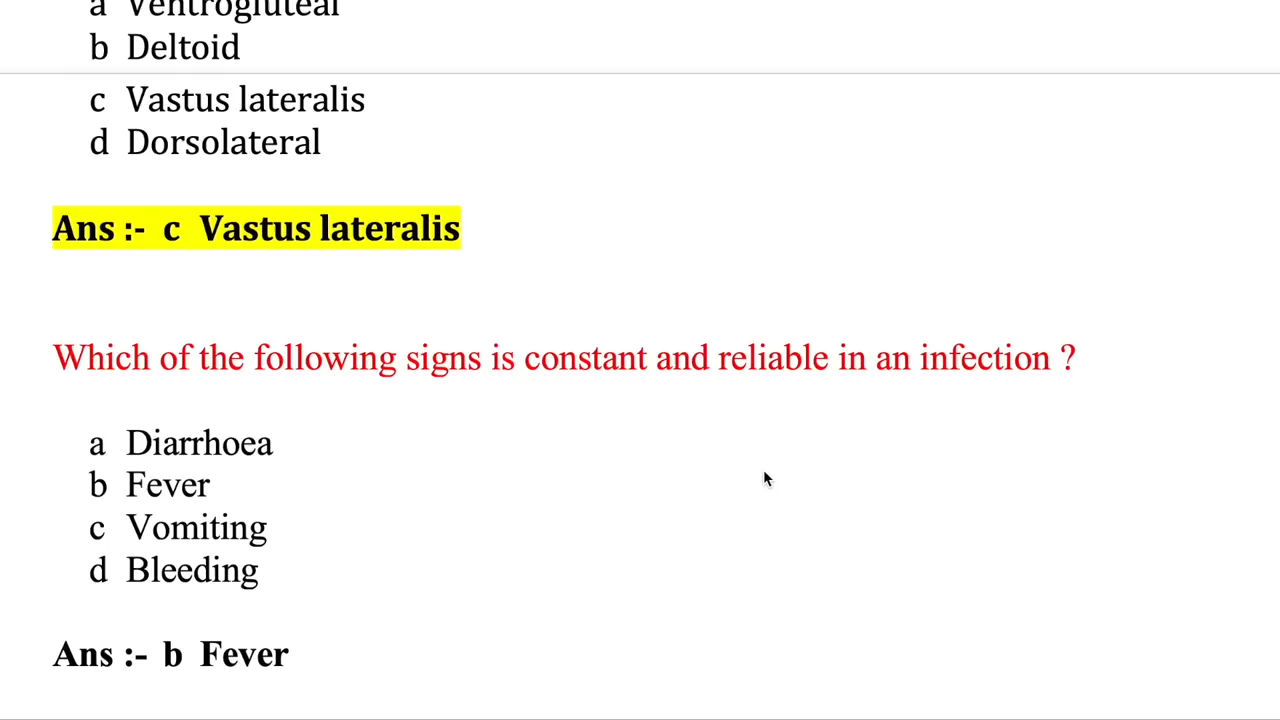 a Ventrogluteal
b Deltoid
c Vastus lateralis
d Dorsolateral
Ans :- c Vastus lateralis
Which of the following signs is constant and reliable in an infection ?
a Diarrhoea
b Fever
c Vomiting
d Bleeding
Ans :- b Fever